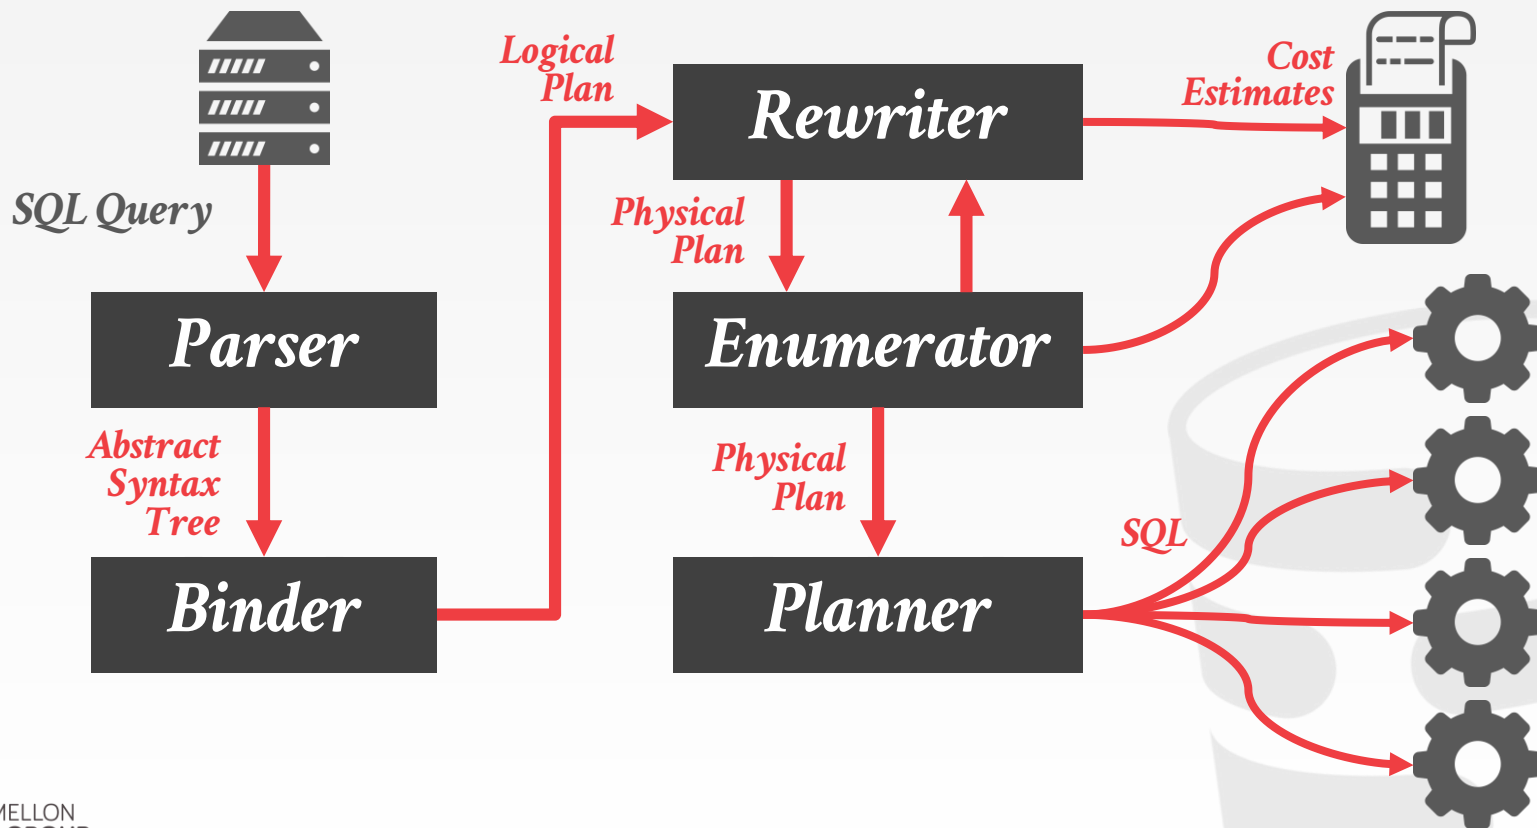 SQL Query
Parser
Abstract
Syntax
Tree
Binder
Logical
Plan
Rewriter
Physical
Plan
Enumerator
Physical
Plan
Planner
Cost
Estimates
SQL
MELLON